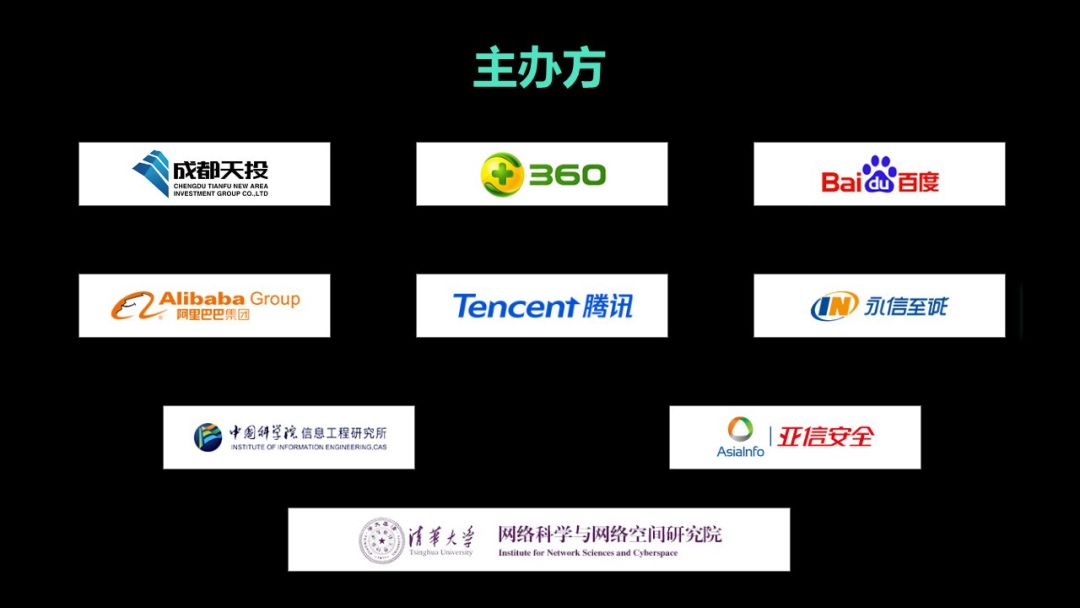 主办方
成都天投
CHENGDU TIANFU NEW AREA
INVESTMENT GROUP CO.,LTD
360
Bai du 百度
Alibaba Group
阿里巴巴集团
Tencent 腾讯
IN 永信至诚
中国科学院 信息工程研究所
INSTITUTE OF INFORMATION ENGINEERING,CAS
AsiaInfo
亚信安全
清华大学
Tsinghua University
网络科学与网络空间研究院
Institute for Network Sciences and Cyberspace